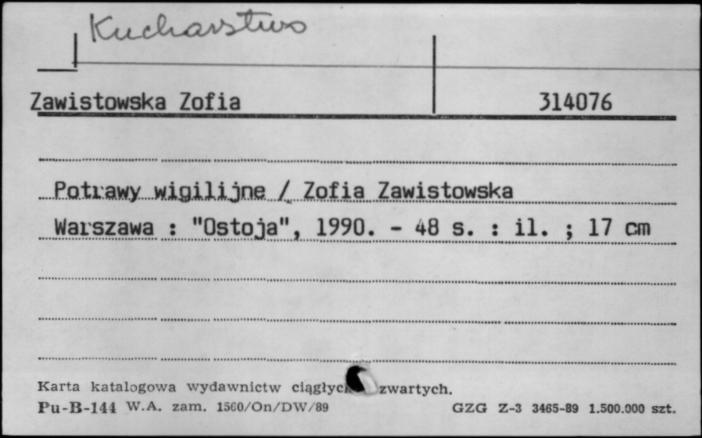 Kucharstwo
Zawistowska Zofia 314076
Potrawy wigilijne / Zofia Zawistowska
Warszawa : "Ostoja", 1990. - 48 s. : il. ; 17 cm
Karta katalogowa wydawnictw ciągłych zwartych.
Pu-B-144 W.A. zam. 1560/On/DW/89 GZG Z-3 3465-89 1.500.000 szt.